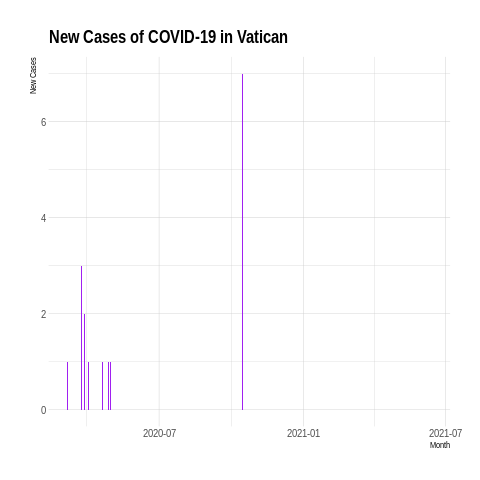 New Cases of COVID-19 in Vatican
New Cases
6
4
2
0
2020-07
2021-01
2021-07
Month